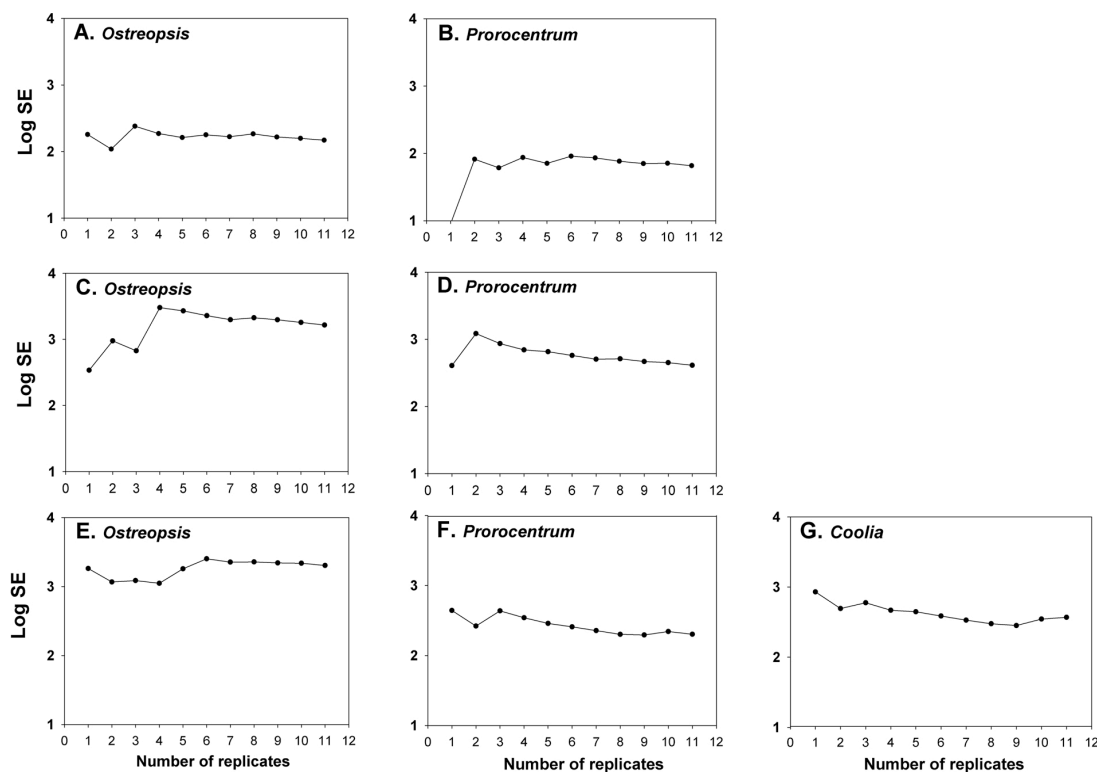 A. Ostreopsis
4
3
2
1
Log SE
0 1 2 3 4 5 6 7 8 9 10 11 12
B. Prorocentrum
4
3
2
1
0 1 2 3 4 5 6 7 8 9 10 11 12
C. Ostreopsis
4
3
2
1
Log SE
0 1 2 3 4 5 6 7 8 9 10 11 12
D. Prorocentrum
4
3
2
1
0 1 2 3 4 5 6 7 8 9 10 11 12
E. Ostreopsis
4
3
2
1
Log SE
0 1 2 3 4 5 6 7 8 9 10 11 12
Number of replicates
F. Prorocentrum
4
3
2
1
0 1 2 3 4 5 6 7 8 9 10 11 12
Number of replicates
G. Coolia
4
3
2
1
0 1 2 3 4 5 6 7 8 9 10 11 12
Number of replicates